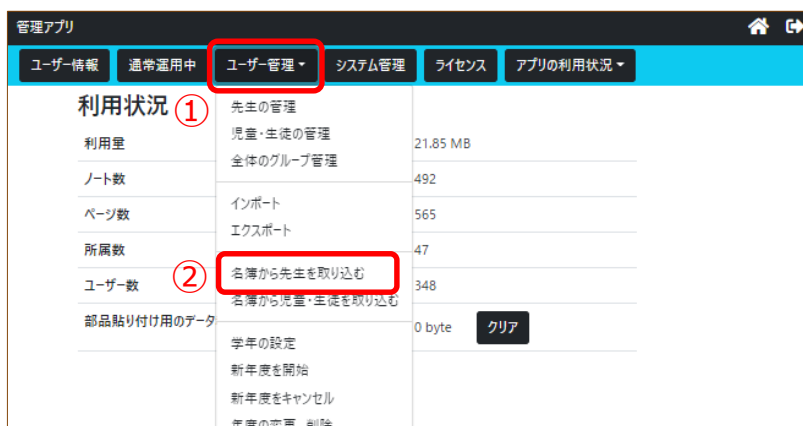 管理アプリ
ユーザー情報 通常運用中 ユーザー管理 システム管理 ライセンス アプリの利用状況
利用状況
①
先生の管理
児童・生徒の管理
全体のグループ管理
インポート
エクスポート
②
名簿から先生を取り込む
名簿から児童・生徒を取り込む
学年の設定
新年度を開始
新年度をキャンセル
年度の変更・削除
利用量 21.85 MB
ノート数 492
ページ数 565
所属数 47
ユーザー数 348
部品貼り付け用のデータ 0 byte クリア